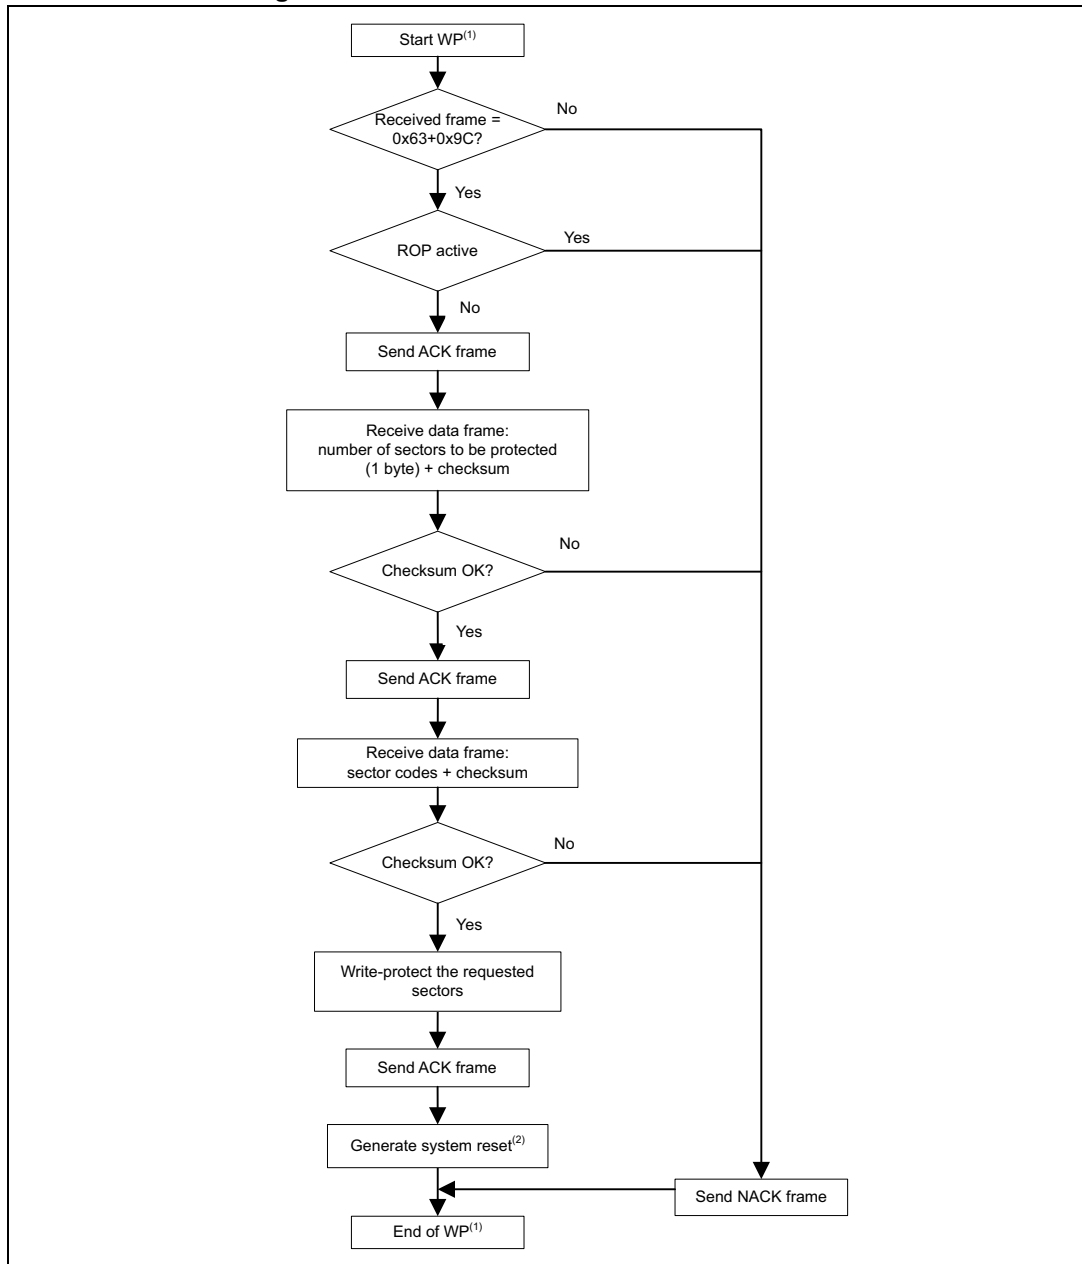 Start WP(1)
No
Received frame =
0x63+0x9C?
Yes
Yes
ROP active
No
Send ACK frame
Receive data frame:
number of sectors to be protected
(1 byte) + checksum
No
Checksum OK?
Yes
Send ACK frame
Receive data frame:
sector codes + checksum
No
Checksum OK?
Yes
Write-protect the requested
sectors
Send ACK frame
Generate system reset(2)
Send NACK frame
End of WP(1)